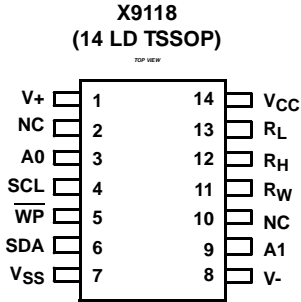 X9118
(14 LD TSSOP)
TOP VIEW
V+ 1 14 VCC
NC 2 13 RL
A0 3 12 RH
SCL 4 11 RW
WP 5 10 NC
SDA 6 9 A1
VSS 7 8 V-